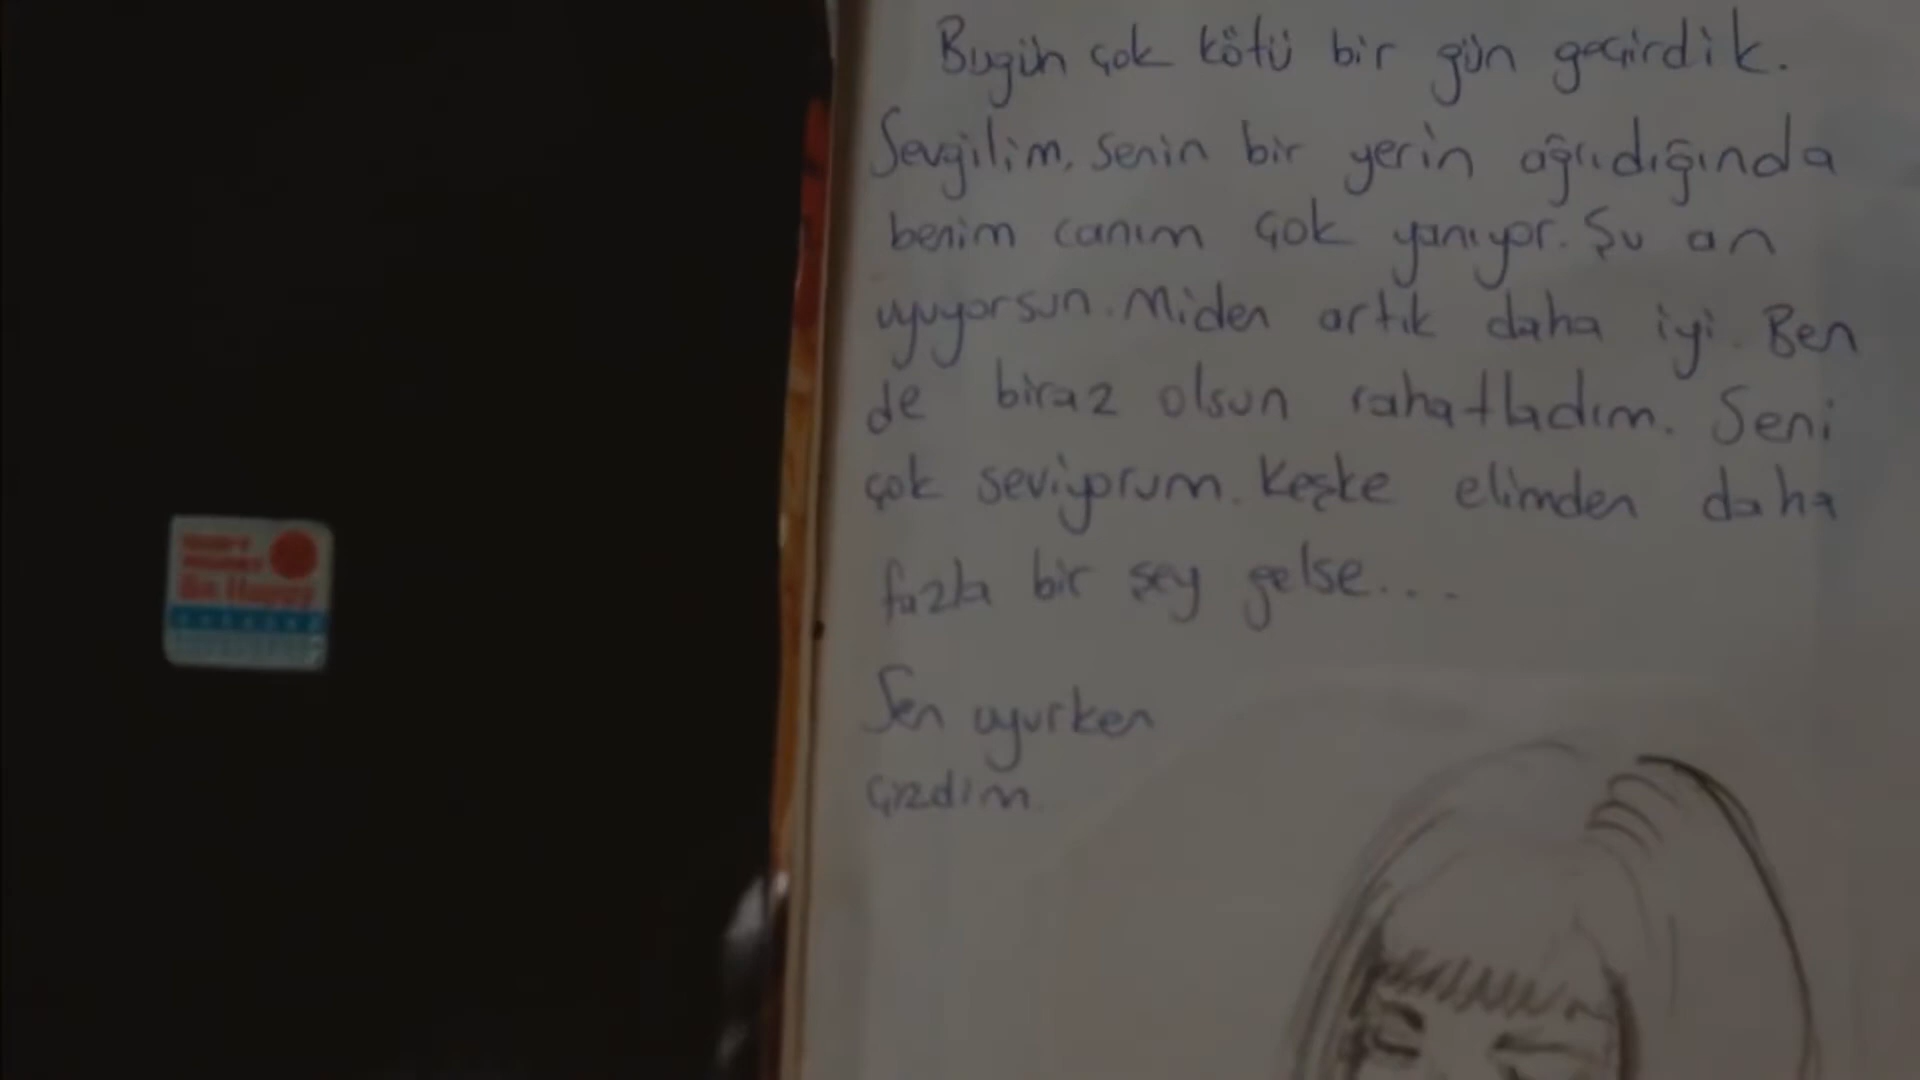 Be Happy
Bugün çok kötü bir gün geçirdik.
Sevgilim, senin bir yerin ağrıdığında
benim canım çok yanıyor. Şu an
uyuyorsun. Miden artık daha iyi. Ben
de biraz olsun rahatladım. Seni
çok seviyorum. Keşke elimden daha
fazla bir şey gelse...
Sen uyurken
çizdim.